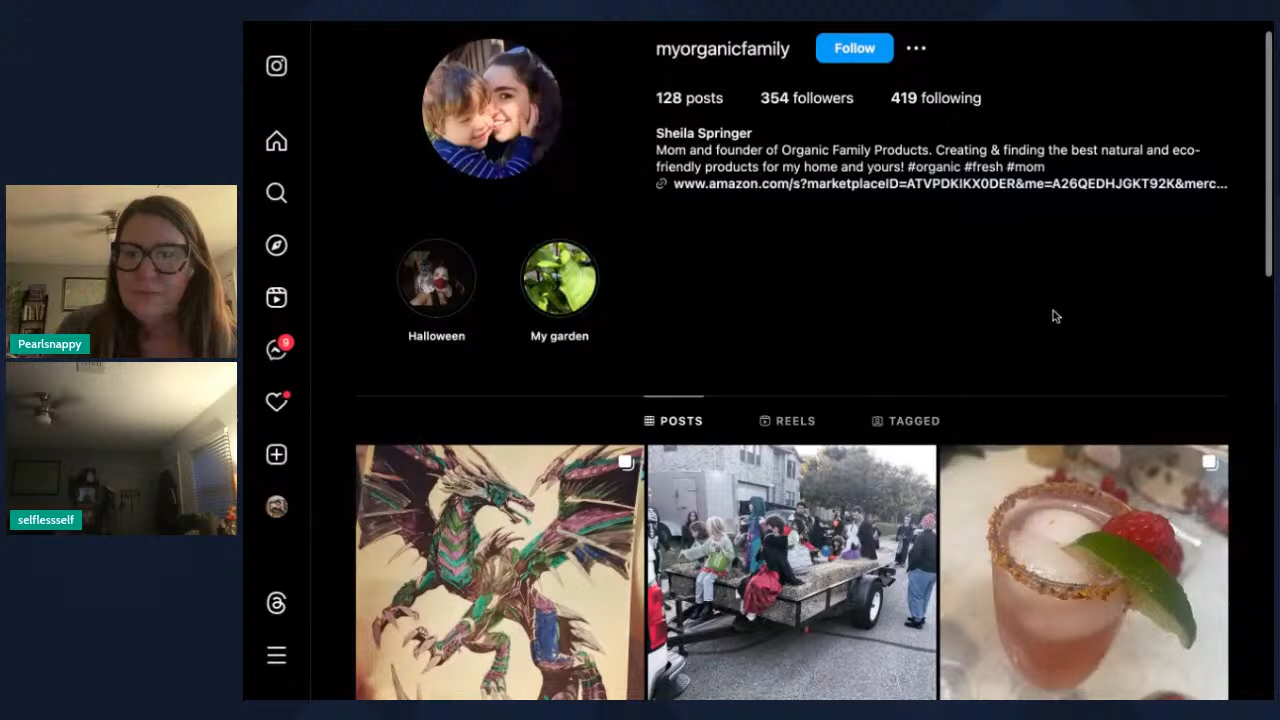 myorganicfamily Follow
128 posts 354 followers 419 following
Sheila Springer
Mom and founder of Organic Family Products. Creating & finding the best natural and eco-
friendly products for my home and yours! #organic #fresh #mom
www.amazon.com/s?marketplaceID=ATVPDKIKX0DER&me=A26QEDHJGKT92K&merc...
Halloween My garden
9
POSTS REELS TAGGED
Pearlsnappy
selflessself